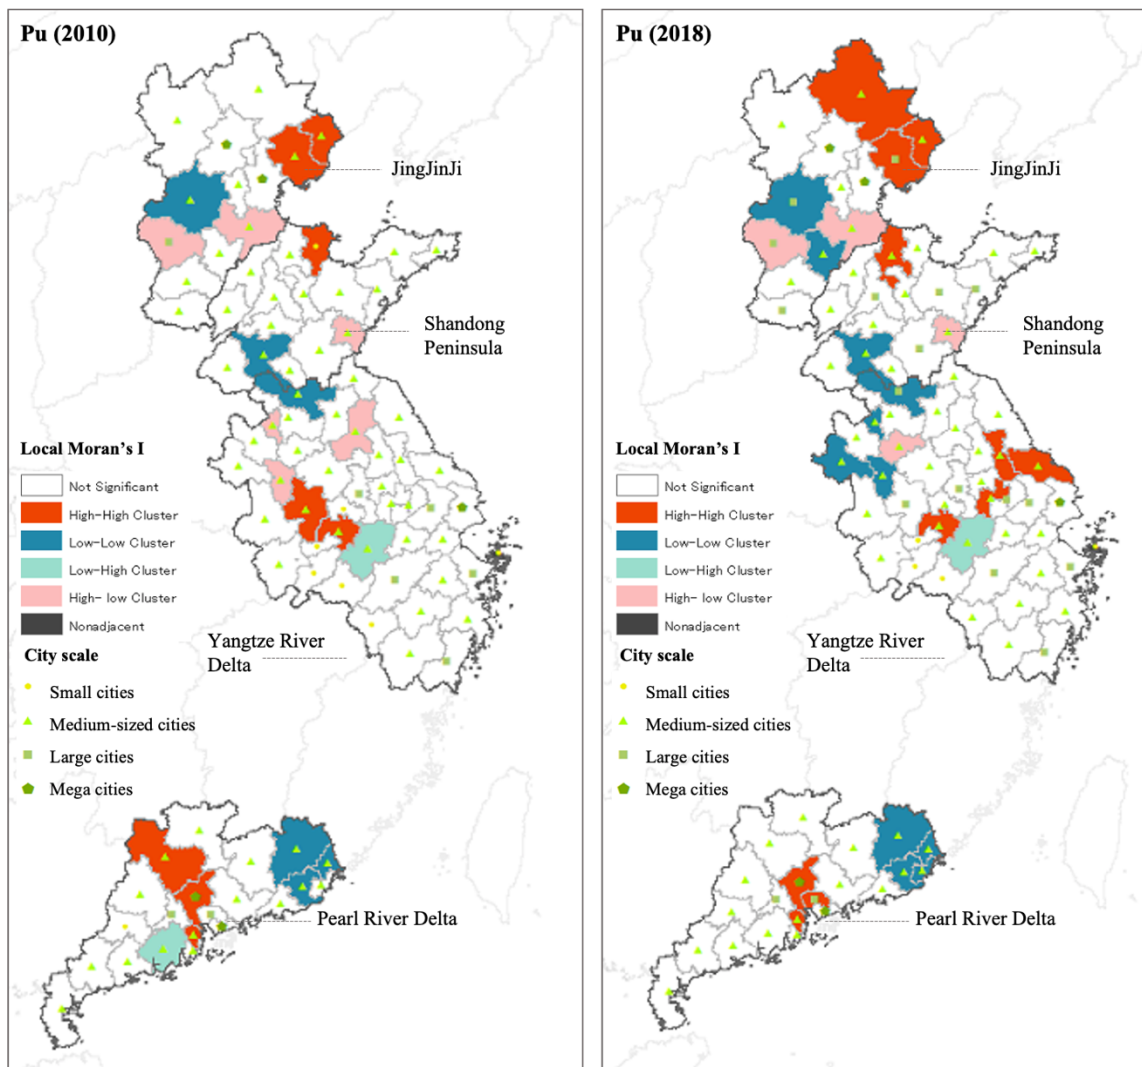 Pu (2010)
JingJinJi
Shandong
Peninsula
Local Moran's I
Not Significant
High-High Cluster
Low-Low Cluster
Low-High Cluster
High- low Cluster
Nonadjacent
Yangtze River
Delta
City scale
Small cities
Medium-sized cities
Large cities
Mega cities
Pearl River Delta
Pu (2018)
JingJinJi
Shandong
Peninsula
Local Moran's I
Not Significant
High-High Cluster
Low-Low Cluster
Low-High Cluster
High- low Cluster
Nonadjacent
Yangtze River
Delta
City scale
Small cities
Medium-sized cities
Large cities
Mega cities
Pearl River Delta